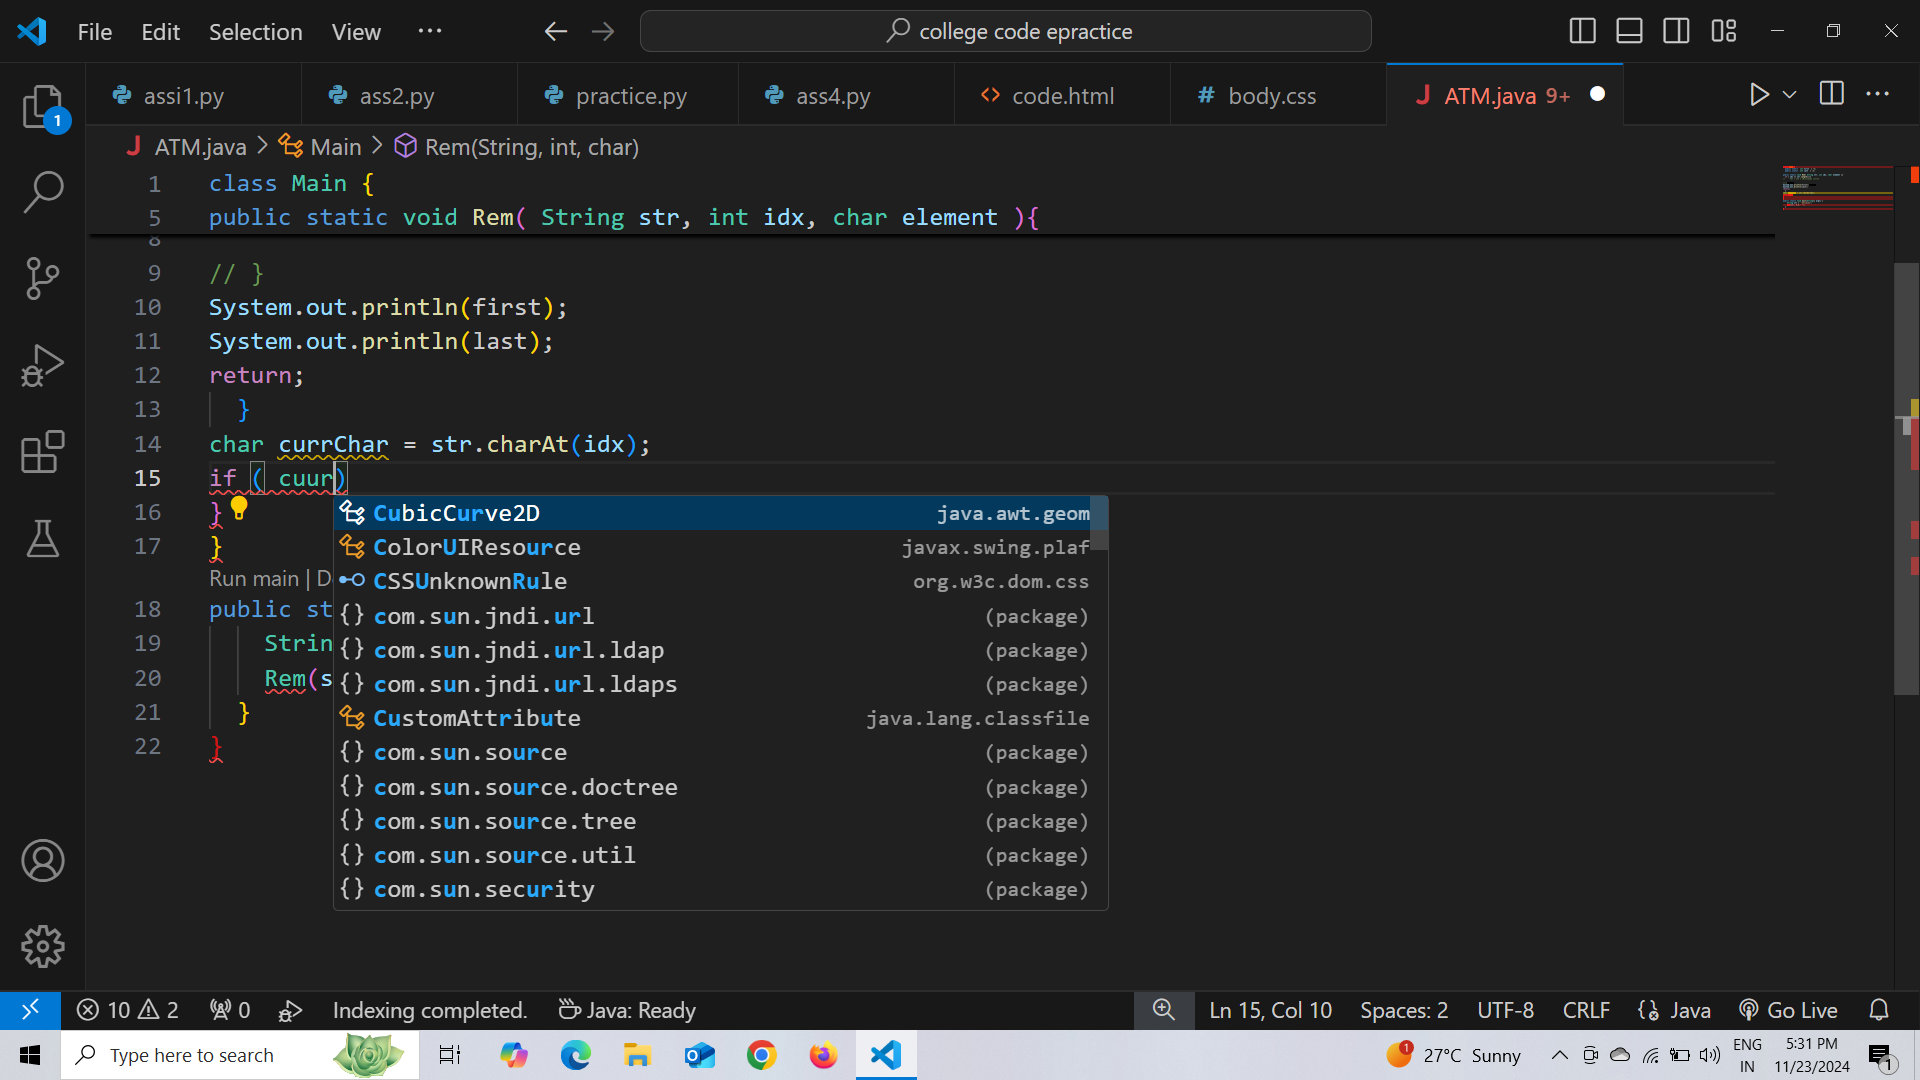 File Edit Selection View ... college code epractice
assi1.py ass2.py practice.py ass4.py code.html body.css ATM.java 9+
1
ATM.java > Main > Rem(String, int, char)
1 class Main {
5 public static void Rem( String str, int idx, char element ){
8
9 // }
10 System.out.println(first);
11 System.out.println(last);
12 return;
13 }
14 char currChar = str.charAt(idx);
15 if ( cuur)
16 }
CubicCurve2D java.awt.geom
17 }
ColorUIResource javax.swing.plaf
Run main | D
CSSUnknownRule org.w3c.dom.css
18 public st
com.sun.jndi.url (package)
19 Strin
com.sun.jndi.url.ldap (package)
20 Rem(s
com.sun.jndi.url.ldaps (package)
21 }
CustomAttribute java.lang.classfile
22 }
com.sun.source (package)
com.sun.source.doctree (package)
com.sun.source.tree (package)
com.sun.source.util (package)
com.sun.security (package)
10 2 0 Indexing completed. Java: Ready Ln 15, Col 10 Spaces: 2 UTF-8 CRLF Java Go Live
Type here to search 1 27°C Sunny ENG IN 5:31 PM 11/23/2024 1